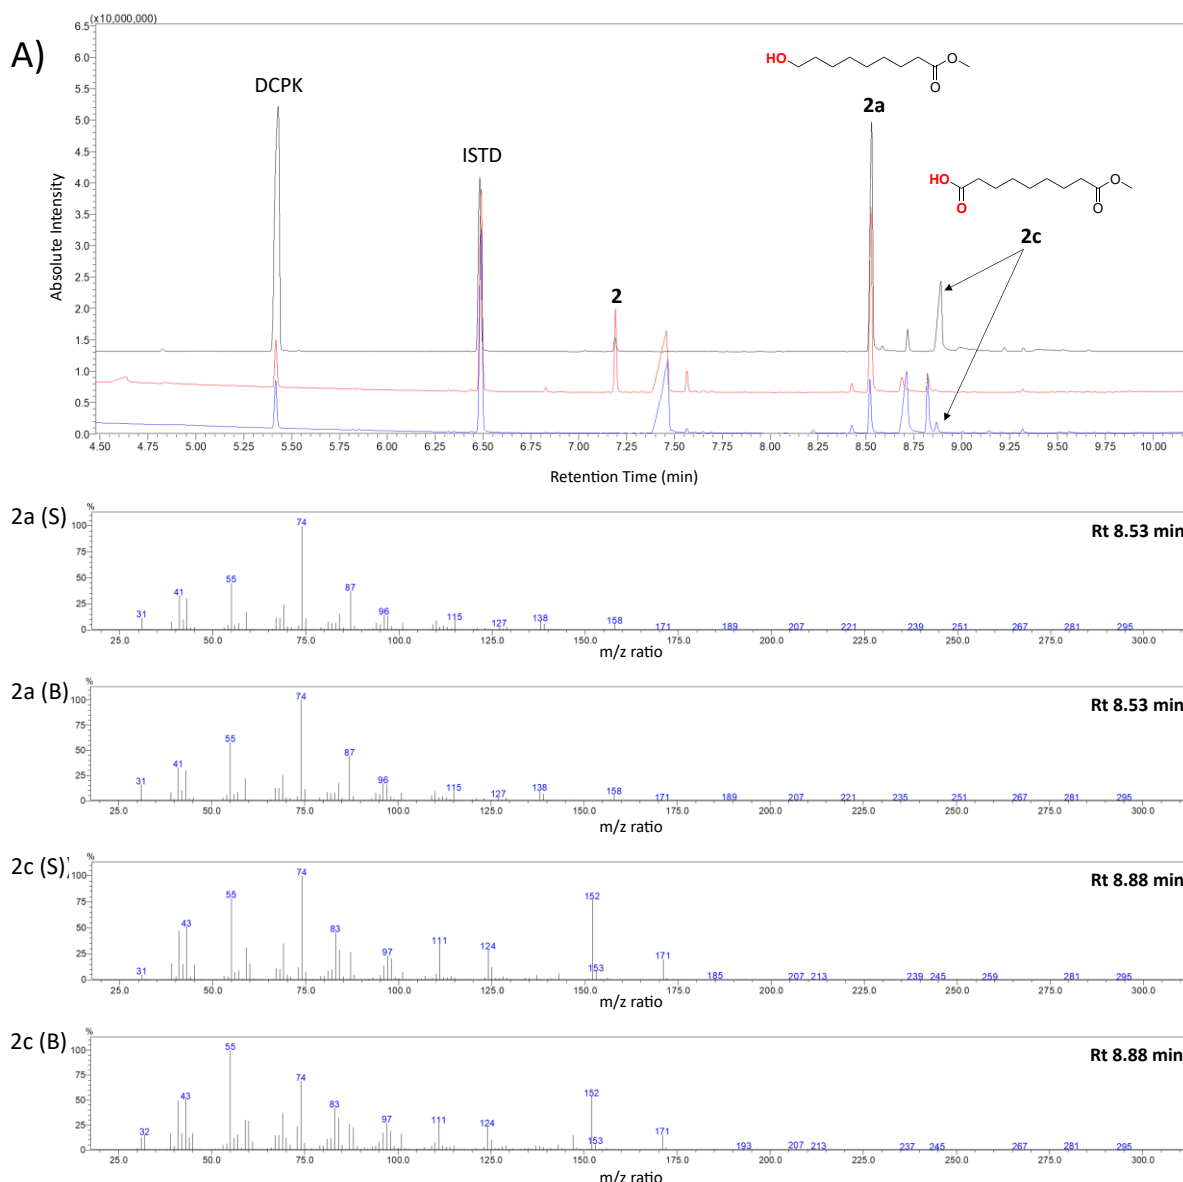 A)
(x10,000,000)
6.5
6.0
5.5
5.0
4.5
4.0
3.5
3.0
2.5
2.0
1.5
1.0
0.5
0.0
Absolute Intensity
DCPK
ISTD
2
HO
O
O
2a
HO
O
O
O
2c
4.50 4.75 5.00 5.25 5.50 5.75 6.00 6.25 6.50 6.75 7.00 7.25 7.50 7.75 8.00 8.25 8.50 8.75 9.00 9.25 9.50 9.75 10.00
Retention Time (min)
2a (S)
%
100
75
50
25
0
Rt 8.53 min
31 41 55 74 87 96 115 127 138 158 171 189 207 221 239 251 267 281 295
25.0 50.0 75.0 100.0 125.0 150.0 175.0 200.0 225.0 250.0 275.0 300.0
m/z ratio
2a (B)
%
100
75
50
25
0
Rt 8.53 min
31 41 55 74 87 96 115 127 138 158 171 189 207 221 235 251 267 281 295
25.0 50.0 75.0 100.0 125.0 150.0 175.0 200.0 225.0 250.0 275.0 300.0
m/z ratio
2c (S)
%
100
75
50
25
0
Rt 8.88 min
31 43 55 74 83 97 111 124 152 153 171 185 207 213 239 245 259 281 295
25.0 50.0 75.0 100.0 125.0 150.0 175.0 200.0 225.0 250.0 275.0 300.0
m/z ratio
2c (B)
%
100
75
50
25
0
Rt 8.88 min
32 43 55 74 83 97 111 124 152 153 171 193 207 213 237 245 267 281 295
25.0 50.0 75.0 100.0 125.0 150.0 175.0 200.0 225.0 250.0 275.0 300.0
m/z ratio